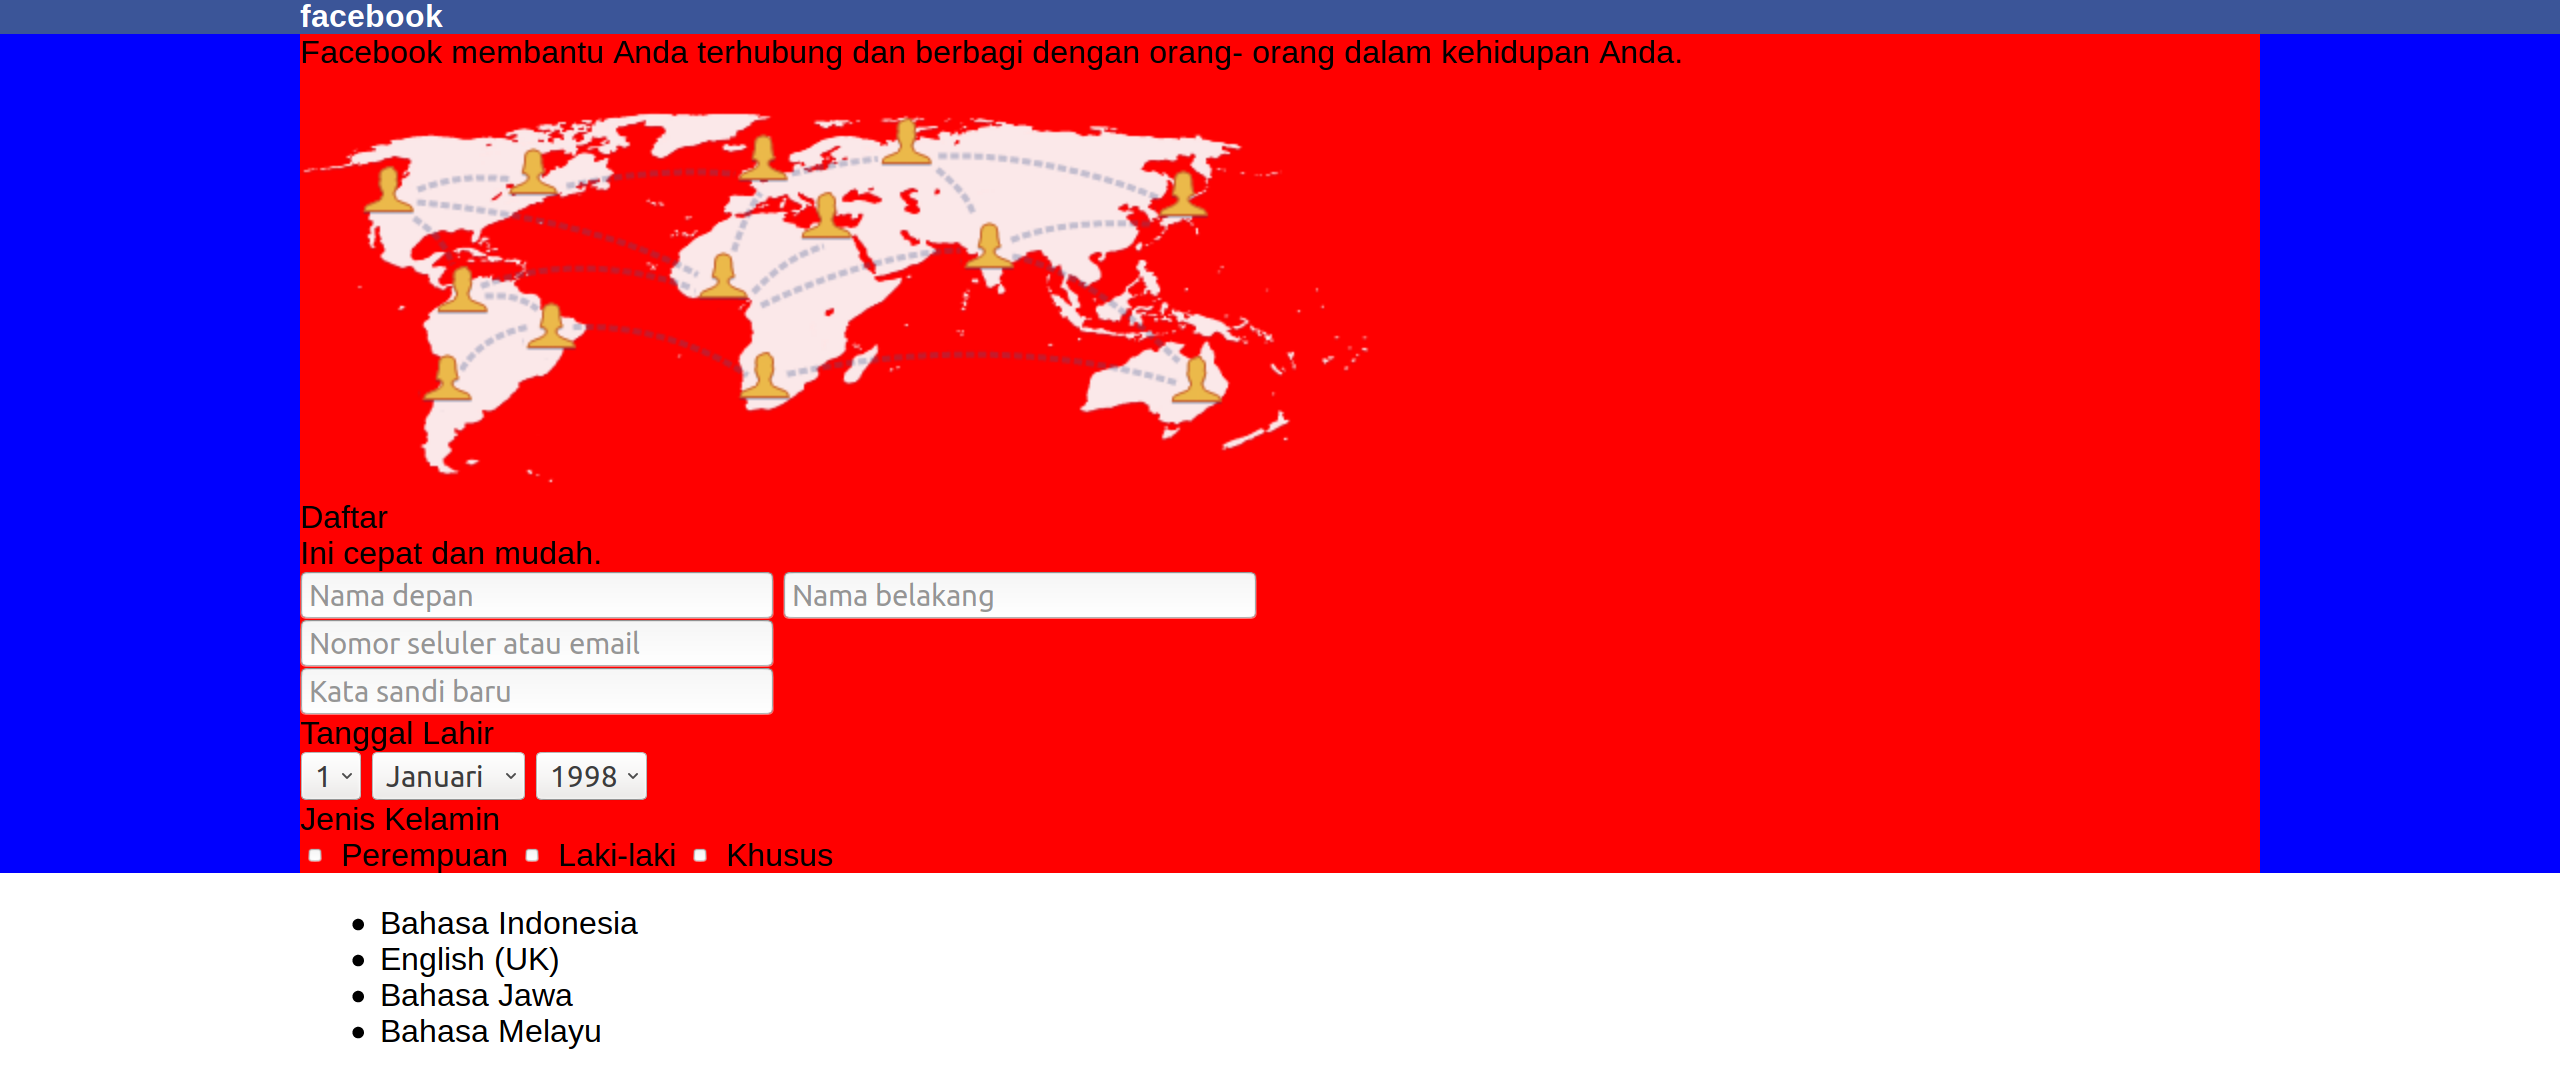 facebook
Facebook membantu Anda terhubung dan berbagi dengan orang- orang dalam kehidupan Anda.
Daftar
Ini cepat dan mudah.
Nama depan Nama belakang
Nomor seluler atau email
Kata sandi baru
Tanggal Lahir
1 Januari 1998
Jenis Kelamin
Perempuan Laki-laki Khusus
Bahasa Indonesia
English (UK)
Bahasa Jawa
Bahasa Melayu